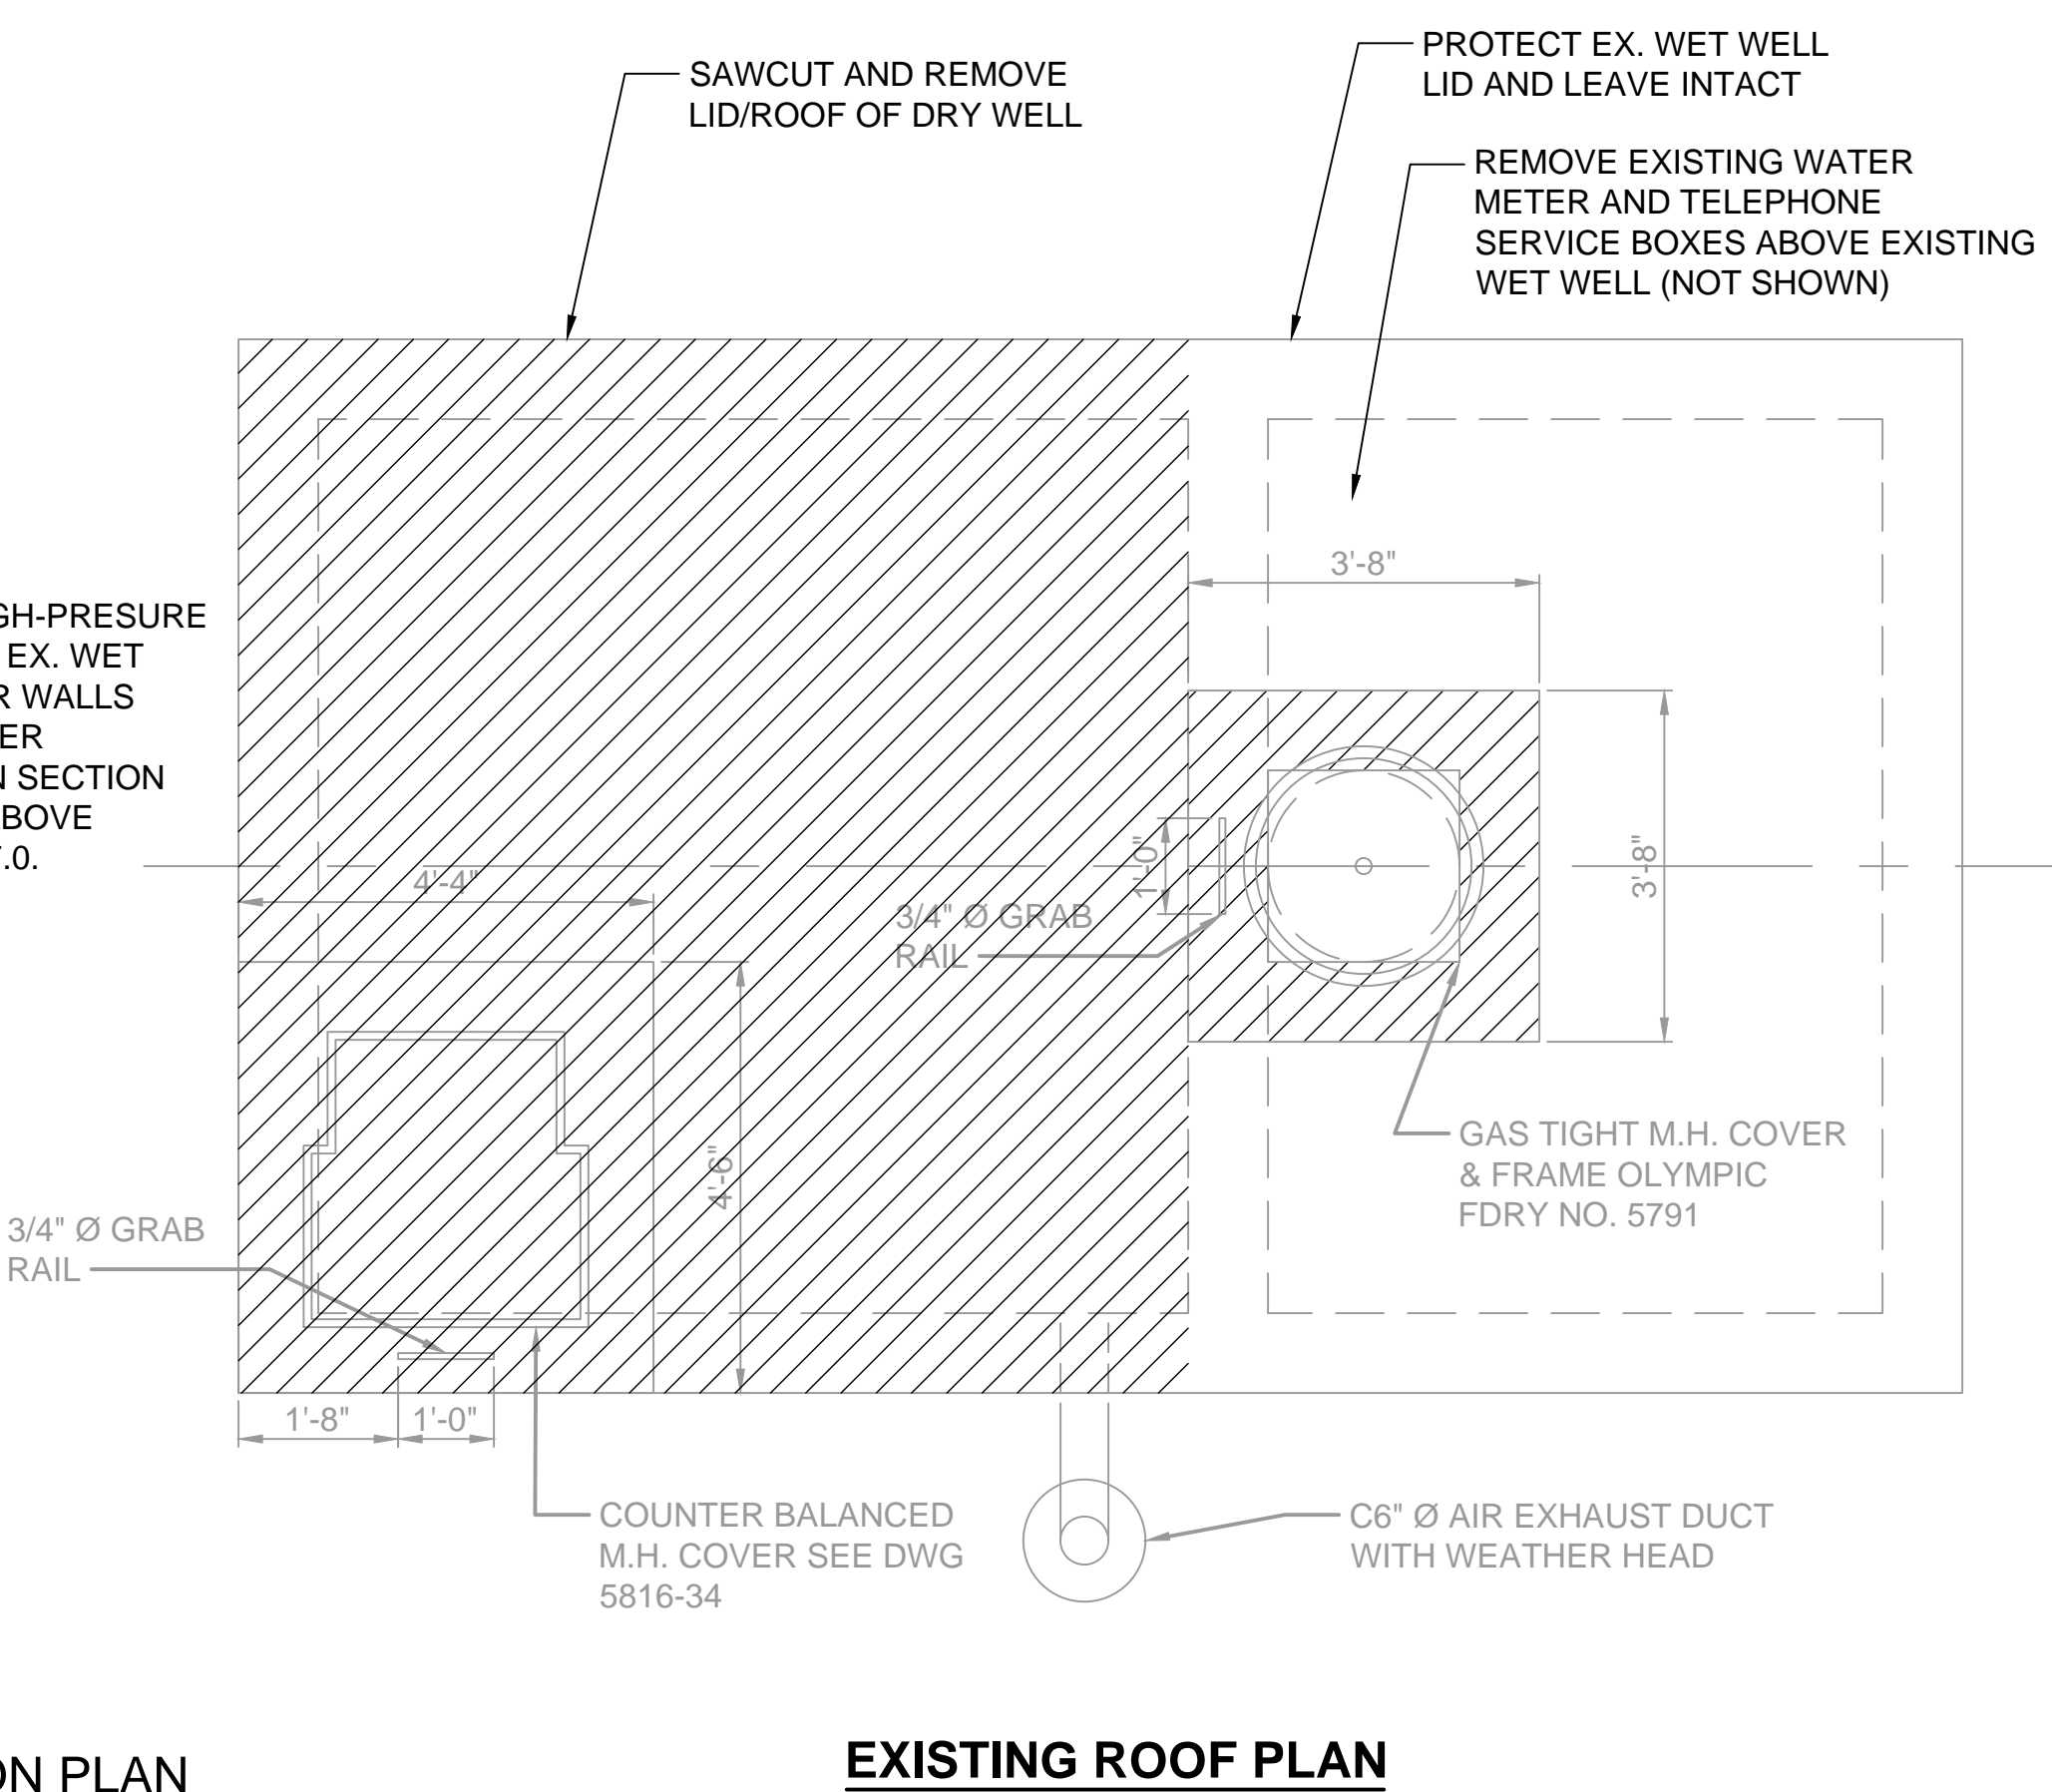 PROTECT EX. WET WELL
LID AND LEAVE INTACT
SAWCUT AND REMOVE
LID/ROOF OF DRY WELL
REMOVE EXISTING WATER
METER AND TELEPHONE
SERVICE BOXES ABOVE EXISTING
WET WELL (NOT SHOWN)
3'-8"
GH-PRESURE
EX. WET
R WALLS
ER
N SECTION
ABOVE
7.0.
4'-4"
1'-0"
3'-8"
3/4" Ø GRAB
RAIL
4'-6"
GAS TIGHT M.H. COVER
& FRAME OLYMPIC
FDRY NO. 5791
3/4" Ø GRAB
RAIL
1'-8"
1'-0"
COUNTER BALANCED
M.H. COVER SEE DWG
5816-34
C6" Ø AIR EXHAUST DUCT
WITH WEATHER HEAD
EXISTING ROOF PLAN
ON PLAN